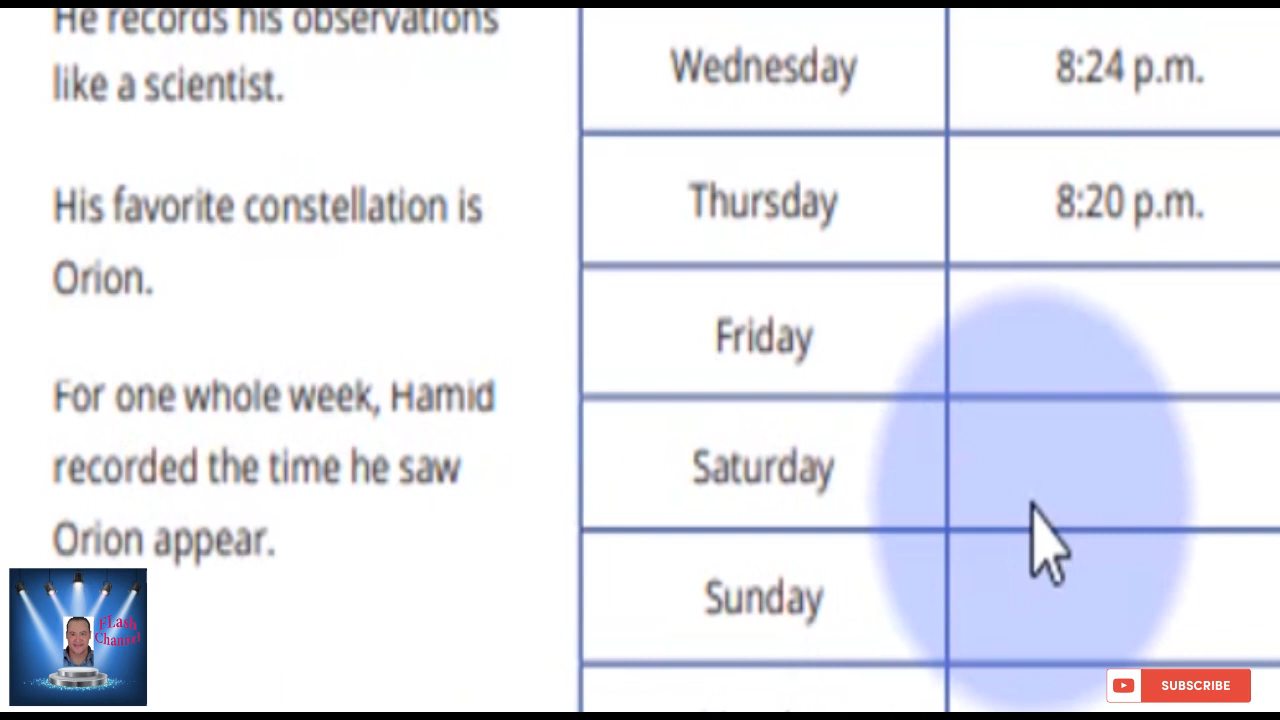 He records his observations
like a scientist.
His favorite constellation is
Orion.
For one whole week, Hamid
recorded the time he saw
Orion appear.
Wednesday 8:24 p.m.
Thursday 8:20 p.m.
Friday
Saturday
Sunday
FLash
Channel
SUBSCRIBE